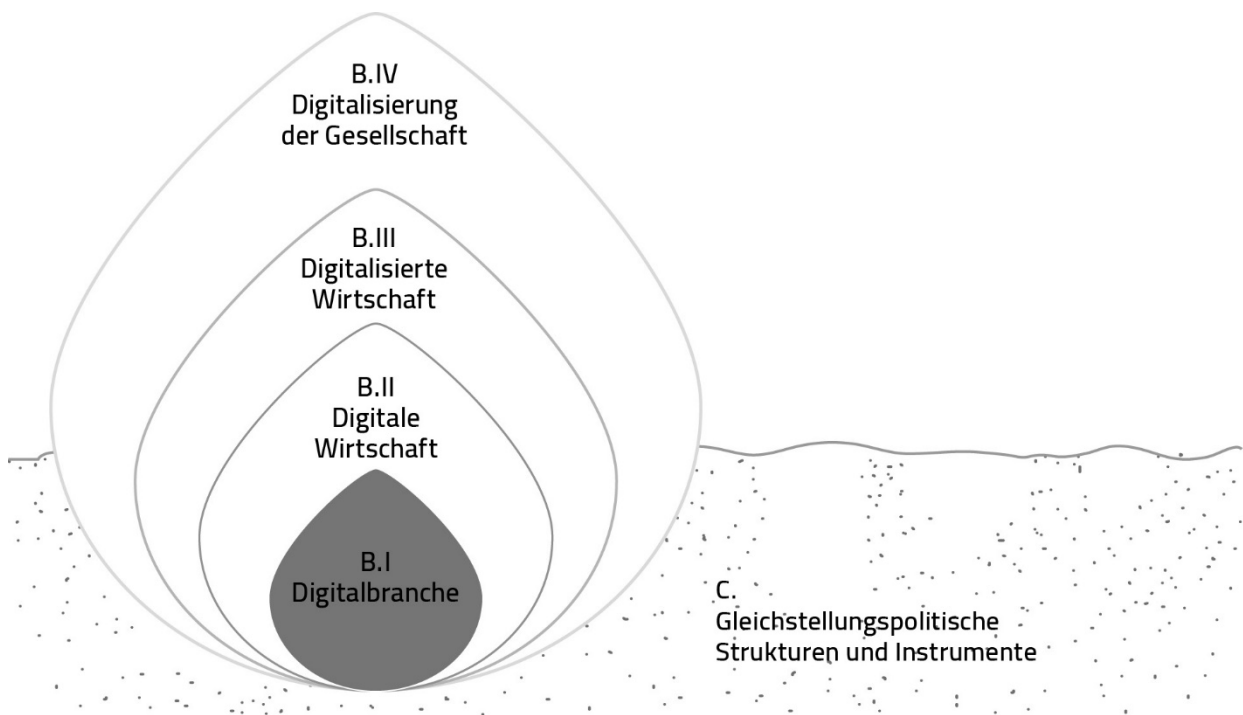 B.IV
Digitalisierung
der Gesellschaft
B.III
Digitalisierte
Wirtschaft
B.II
Digitale
Wirtschaft
B.I
Digitalbranche
C.
Gleichstellungspolitische
Strukturen und Instrumente